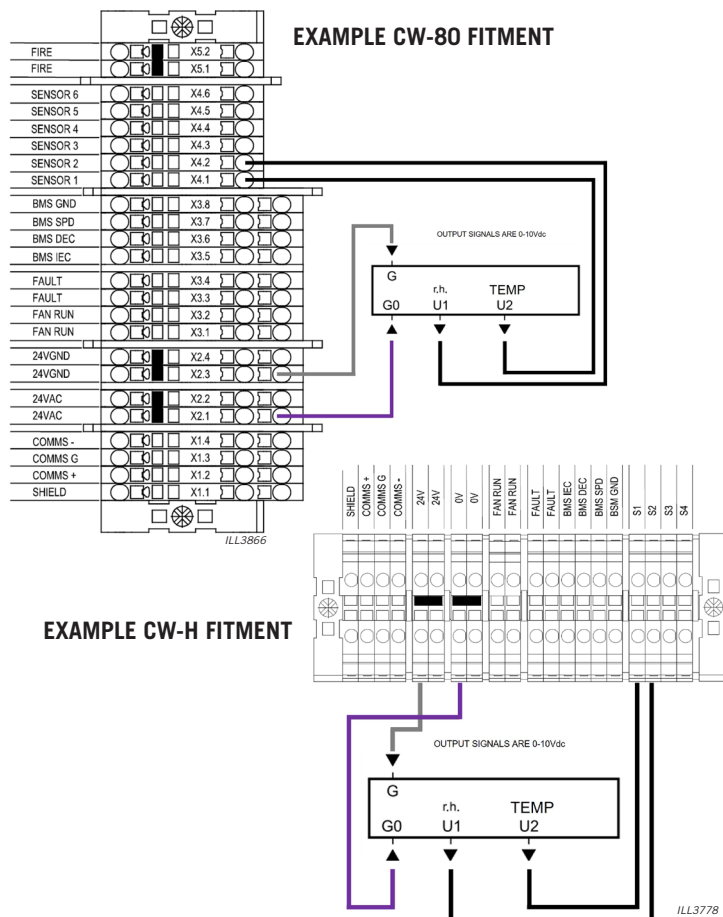 EXAMPLE CW-80 FITMENT
FIRE X5.2
FIRE X5.1
SENSOR 6 X4.6
SENSOR 5 X4.5
SENSOR 4 X4.4
SENSOR 3 X4.3
SENSOR 2 X4.2
SENSOR 1 X4.1
BMS GND X3.8
BMS SPD X3.7
BMS DEC X3.6
BMS IEC X3.5
FAULT X3.4
FAULT X3.3
FAN RUN X3.2
FAN RUN X3.1
24VGND X2.4
24VGND X2.3
24VAC X2.2
24VAC X2.1
COMMS - X1.4
COMMS G X1.3
COMMS + X1.2
SHIELD X1.1
OUTPUT SIGNALS ARE 0-10Vdc
G
r.h. TEMP
G0 U1 U2
ILL3866
EXAMPLE CW-H FITMENT
SHIELD
COMMS +
COMMS G
COMMS -
24V
24V
0V
0V
FAN RUN
FAN RUN
FAULT
FAULT
BMS IEC
BMS DEC
BMS SPD
BSM GND
S1
S2
S3
S4
OUTPUT SIGNALS ARE 0-10Vdc
G
r.h. TEMP
G0 U1 U2
ILL3778